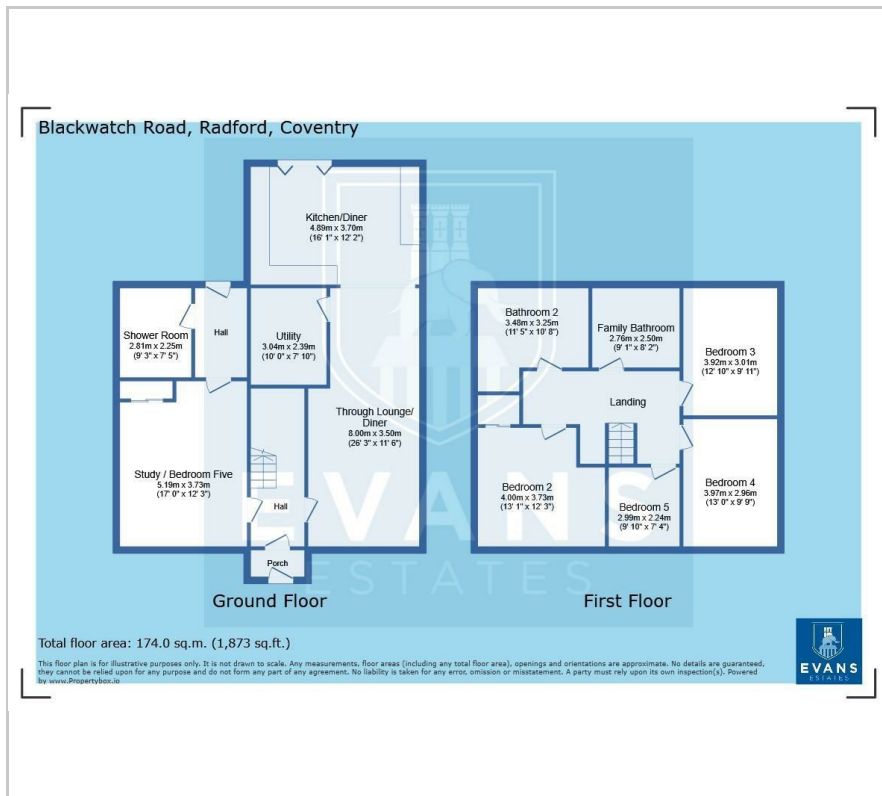 Blackwatch Road, Radford, Coventry
Kitchen/Diner
4.89m x 3.70m
(16' 1" x 12' 2")
Shower Room
2.81m x 2.25m
(9' 3" x 7' 5")
Hall
Utility
3.04m x 2.39m
(10' 0" x 7' 10")
Through Lounge/
Diner
8.00m x 3.50m
(26' 3" x 11' 6")
Study / Bedroom Five
5.19m x 3.73m
(17' 0" x 12' 3")
Hall
Porch
Ground Floor
Bathroom 2
3.48m x 3.25m
(11' 5" x 10' 8")
Family Bathroom
2.76m x 2.50m
(9' 1" x 8' 2")
Bedroom 3
3.92m x 3.01m
(12' 10" x 9' 11")
Landing
Bedroom 2
4.00m x 3.73m
(13' 1" x 12' 3")
Bedroom 5
2.99m x 2.24m
(9' 10" x 7' 4")
Bedroom 4
3.97m x 2.96m
(13' 0" x 9' 9")
First Floor
EVANS
ESTATES
Total floor area: 174.0 sq.m. (1,873 sq.ft.)
This floor plan is for illustrative purposes only. It is not drawn to scale. Any measurements, floor areas (including any total floor area), openings and orientations are approximate. No details are guaranteed,
they cannot be relied upon for any purpose and do not form any part of any agreement. No liability is taken for any error, omission or misstatement. A party must rely upon its own inspection(s). Powered
by www.Propertybox.io
EVANS
ESTATES